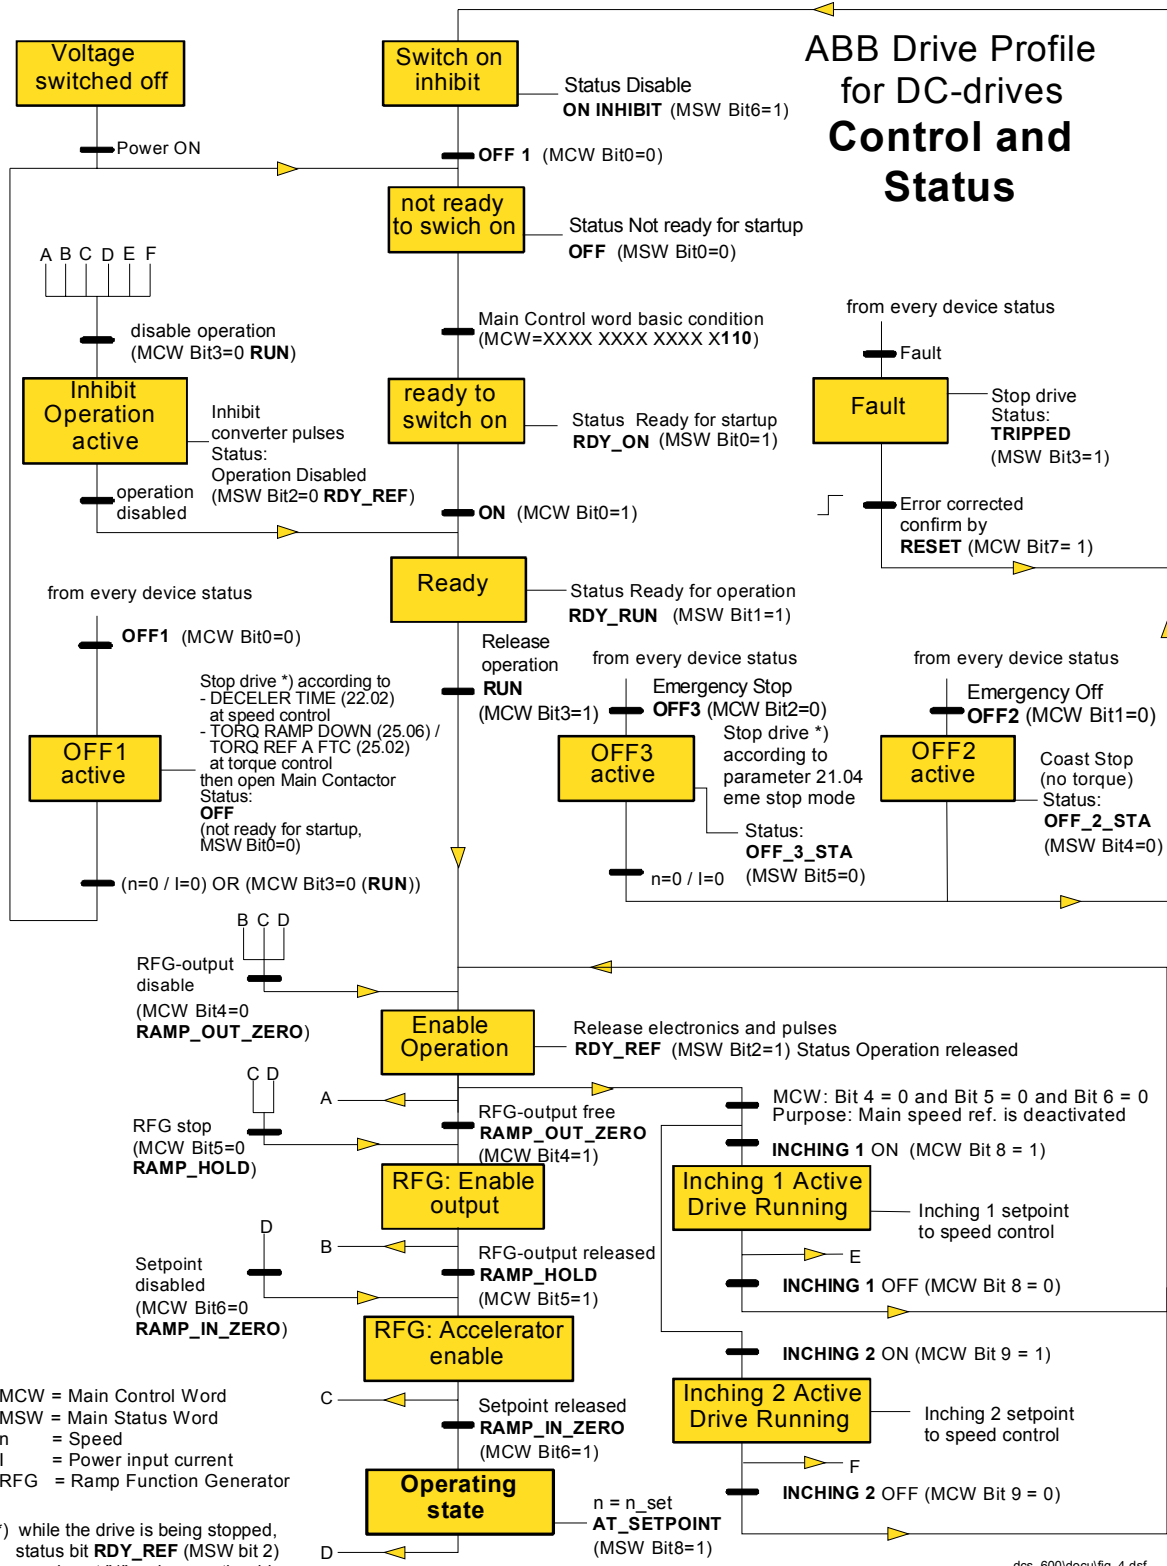 ABB Drive Profile
for DC-drives
Control and
Status
Voltage
switched off
Power ON
Switch on
inhibit
Status Disable
ON INHIBIT (MSW Bit6=1)
OFF 1 (MCW Bit0=0)
not ready
to swich on
Status Not ready for startup
OFF (MSW Bit0=0)
A B C D E F
disable operation
(MCW Bit3=0 RUN)
Inhibit
Operation
active
Inhibit
converter pulses
Status:
Operation Disabled
(MSW Bit2=0 RDY_REF)
operation
disabled
Main Control word basic condition
(MCW=XXXX XXXX XXXX X110)
ready to
switch on
Status Ready for startup
RDY_ON (MSW Bit0=1)
ON (MCW Bit0=1)
from every device status
Fault
Fault
Stop drive
Status:
TRIPPED
(MSW Bit3=1)
Error corrected
confirm by
RESET (MCW Bit7= 1)
Ready
Status Ready for operation
RDY_RUN (MSW Bit1=1)
Release
operation
RUN
(MCW Bit3=1)
from every device status
OFF1 (MCW Bit0=0)
OFF1
active
Stop drive *) according to
- DECELER TIME (22.02)
at speed control
- TORQ RAMP DOWN (25.06) /
TORQ REF A FTC (25.02)
at torque control
then open Main Contactor
Status:
OFF
(not ready for startup,
MSW Bit0=0)
(n=0 / I=0) OR (MCW Bit3=0 (RUN))
from every device status
Emergency Stop
OFF3 (MCW Bit2=0)
OFF3
active
Stop drive *)
according to
parameter 21.04
eme stop mode
Status:
OFF_3_STA
(MSW Bit5=0)
n=0 / I=0
from every device status
Emergency Off
OFF2 (MCW Bit1=0)
OFF2
active
Coast Stop
(no torque)
Status:
OFF_2_STA
(MSW Bit4=0)
B C D
RFG-output
disable
(MCW Bit4=0
RAMP_OUT_ZERO)
Enable
Operation
Release electronics and pulses
RDY_REF (MSW Bit2=1) Status Operation released
A
C D
RFG stop
(MCW Bit5=0
RAMP_HOLD)
RFG-output free
RAMP_OUT_ZERO
(MCW Bit4=1)
MCW: Bit 4 = 0 and Bit 5 = 0 and Bit 6 = 0
Purpose: Main speed ref. is deactivated
INCHING 1 ON (MCW Bit 8 = 1)
RFG: Enable
output
Inching 1 Active
Drive Running
Inching 1 setpoint
to speed control
E
INCHING 1 OFF (MCW Bit 8 = 0)
D
B
Setpoint
disabled
(MCW Bit6=0
RAMP_IN_ZERO)
RFG-output released
RAMP_HOLD
(MCW Bit5=1)
RFG: Accelerator
enable
INCHING 2 ON (MCW Bit 9 = 1)
Inching 2 Active
Drive Running
Inching 2 setpoint
to speed control
F
INCHING 2 OFF (MCW Bit 9 = 0)
C
Setpoint released
RAMP_IN_ZERO
(MCW Bit6=1)
Operating
state
n = n_set
AT_SETPOINT
(MSW Bit8=1)
D
MCW = Main Control Word
MSW = Main Status Word
n = Speed
I = Power input current
RFG = Ramp Function Generator
*) while the drive is being stopped,
status bit RDY_REF (MSW bit 2)
dcs_600\docu\fig_4.dsf